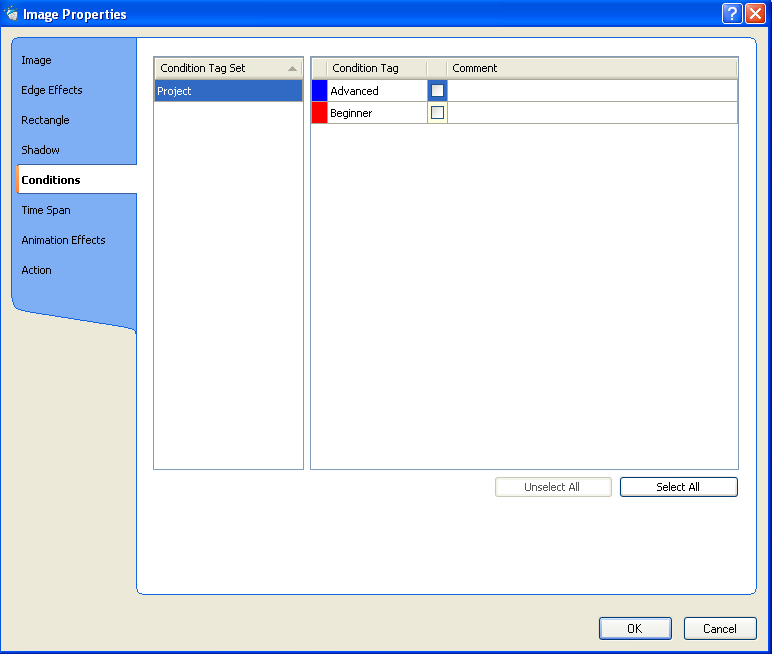 Image Properties
Image
Edge Effects
Rectangle
Shadow
Conditions
Time Span
Animation Effects
Action
Condition Tag Set
Project
Condition Tag Comment
Advanced
Beginner
Unselect All Select All
OK Cancel